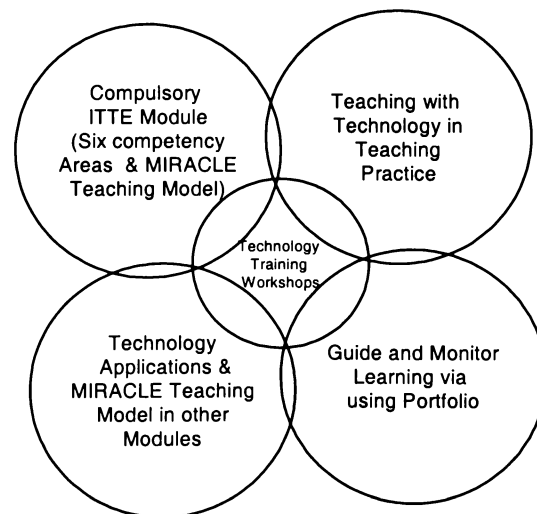 Compulsory
ITTE Module
(Six competency
Areas & MIRACLE
Teaching Model)
Teaching with
Technology in
Teaching
Practice
Technology
Training
Workshops
Technology
Applications &
MIRACLE Teaching
Model in other
Modules
Guide and Monitor
Learning via
using Portfolio